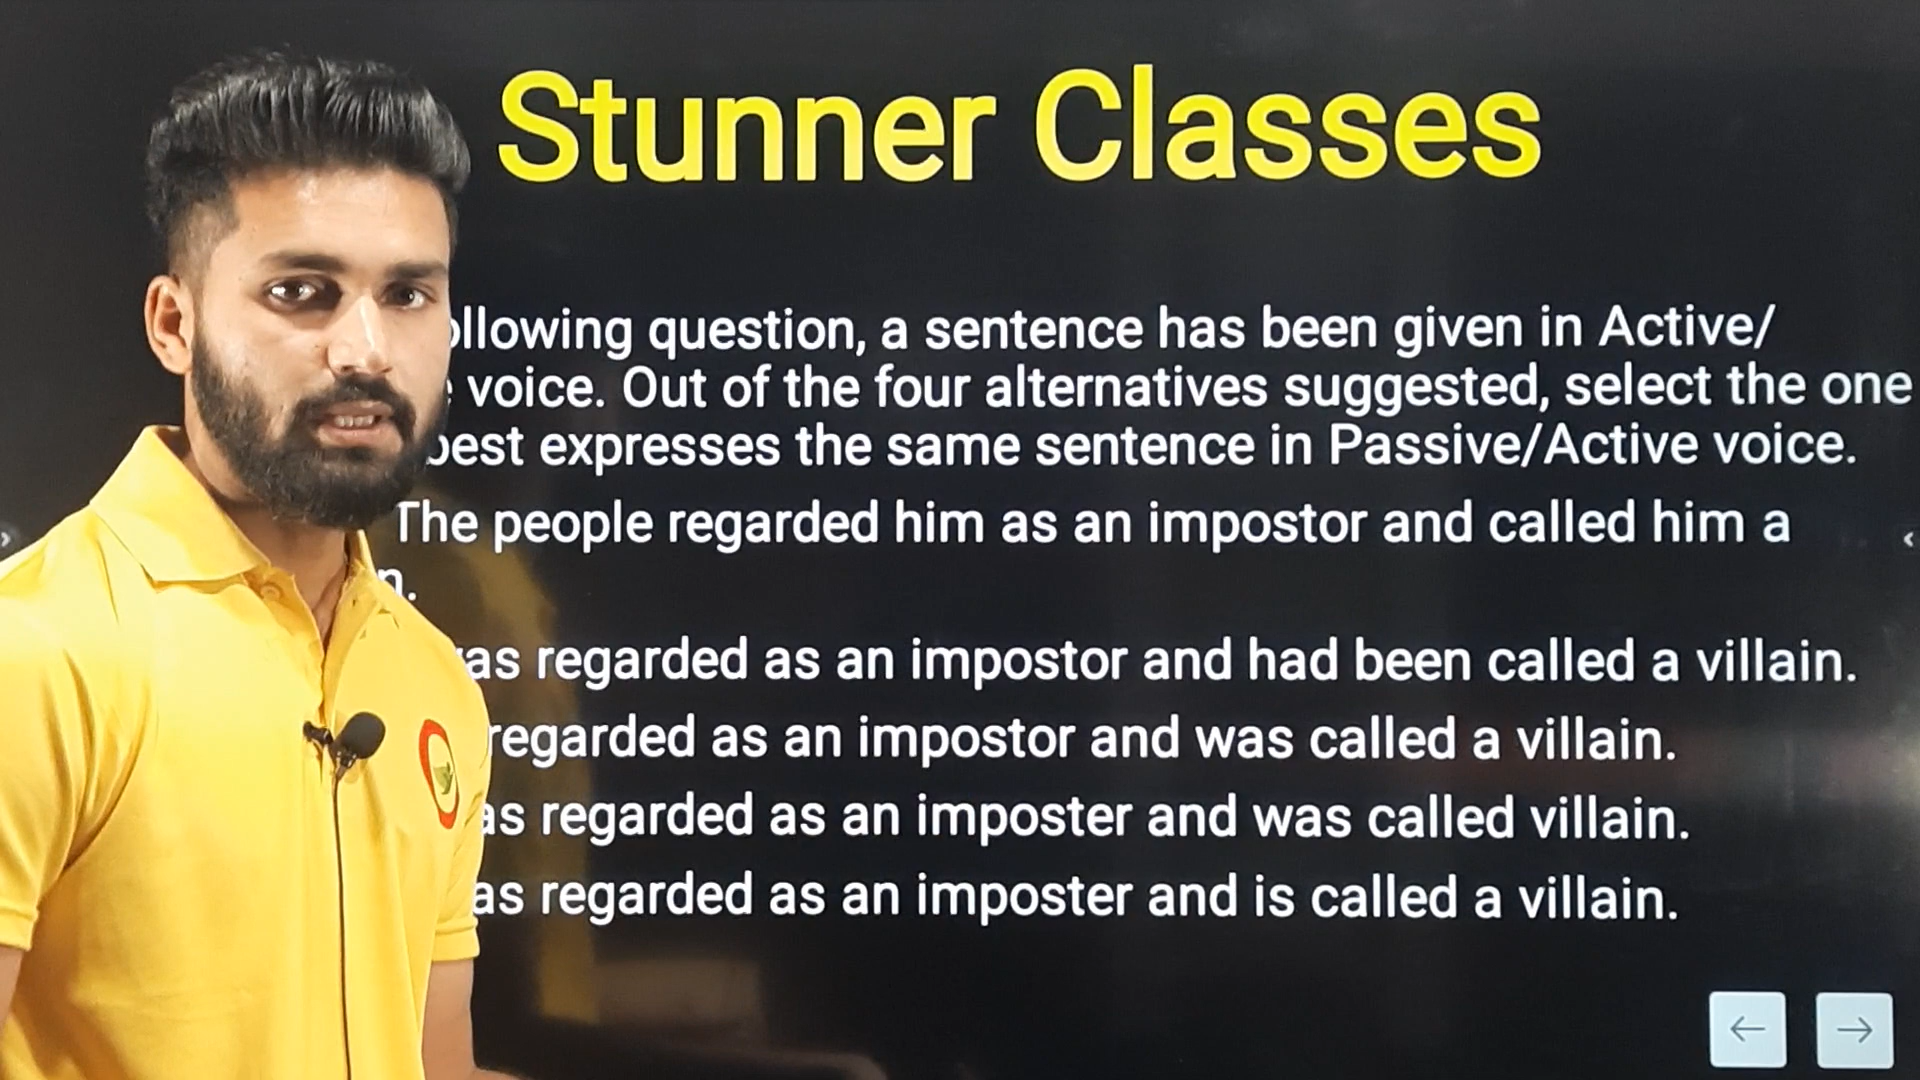 Stunner Classes
ollowing question, a sentence has been given in Active/
voice. Out of the four alternatives suggested, select the one
best expresses the same sentence in Passive/Active voice.
The people regarded him as an impostor and called him a
n.
as regarded as an impostor and had been called a villain.
regarded as an impostor and was called a villain.
as regarded as an imposter and was called villain.
as regarded as an imposter and is called a villain.